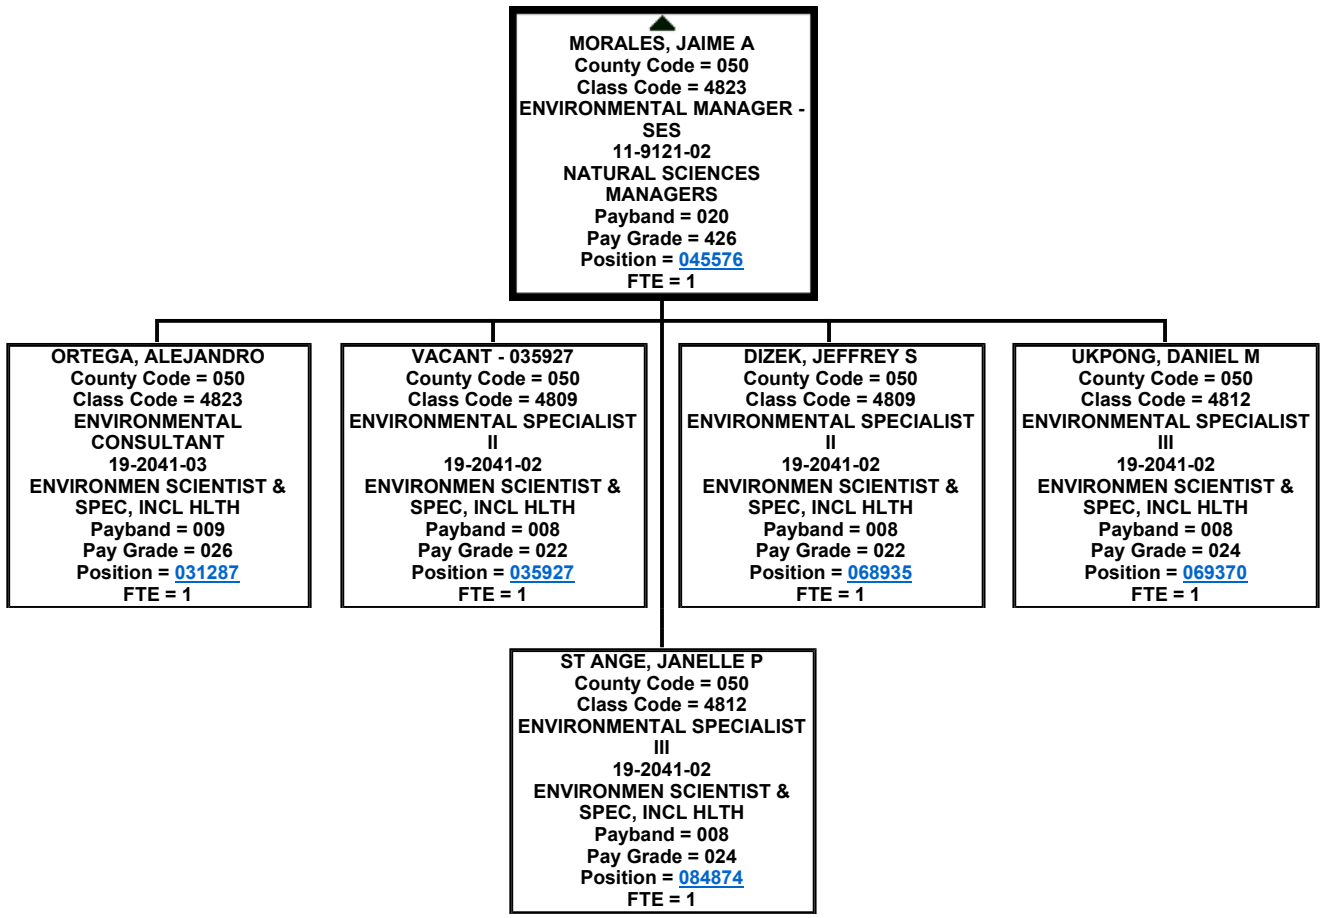 MORALES, JAIME A
County Code = 050
Class Code = 4823
ENVIRONMENTAL MANAGER -
SES
11-9121-02
NATURAL SCIENCES
MANAGERS
Payband = 020
Pay Grade = 426
Position = 045576
FTE = 1
ORTEGA, ALEJANDRO
County Code = 050
Class Code = 4823
ENVIRONMENTAL
CONSULTANT
19-2041-03
ENVIRONMEN SCIENTIST &
SPEC, INCL HLTH
Payband = 009
Pay Grade = 026
Position = 031287
FTE = 1
VACANT - 035927
County Code = 050
Class Code = 4809
ENVIRONMENTAL SPECIALIST
II
19-2041-02
ENVIRONMEN SCIENTIST &
SPEC, INCL HLTH
Payband = 008
Pay Grade = 022
Position = 035927
FTE = 1
DIZEK, JEFFREY S
County Code = 050
Class Code = 4809
ENVIRONMENTAL SPECIALIST
II
19-2041-02
ENVIRONMEN SCIENTIST &
SPEC, INCL HLTH
Payband = 008
Pay Grade = 022
Position = 068935
FTE = 1
UKPONG, DANIEL M
County Code = 050
Class Code = 4812
ENVIRONMENTAL SPECIALIST
III
19-2041-02
ENVIRONMEN SCIENTIST &
SPEC, INCL HLTH
Payband = 008
Pay Grade = 024
Position = 069370
FTE = 1
ST ANGE, JANELLE P
County Code = 050
Class Code = 4812
ENVIRONMENTAL SPECIALIST
III
19-2041-02
ENVIRONMEN SCIENTIST &
SPEC, INCL HLTH
Payband = 008
Pay Grade = 024
Position = 084874
FTE = 1